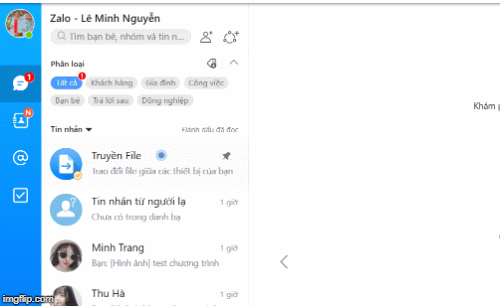 Zalo - Lê Minh Nguyễn
Tìm bạn bè, nhóm và tin n...
Phân loại
Tất cả
1
Khách hàng
Gia đình
Công việc
Bạn bè
Trả lời sau
Đồng nghiệp
1
N
Tin nhắn
Đánh dấu đã đọc
Truyền File
Trao đổi file giữa các thiết bị của bạn
Tin nhắn từ người lạ
1 giờ
Chưa có trong danh bạ
Minh Trang
1 giờ
Bạn: [Hình ảnh] test chương trình
Thu Hà
1 giờ
Khám
imgflip.com